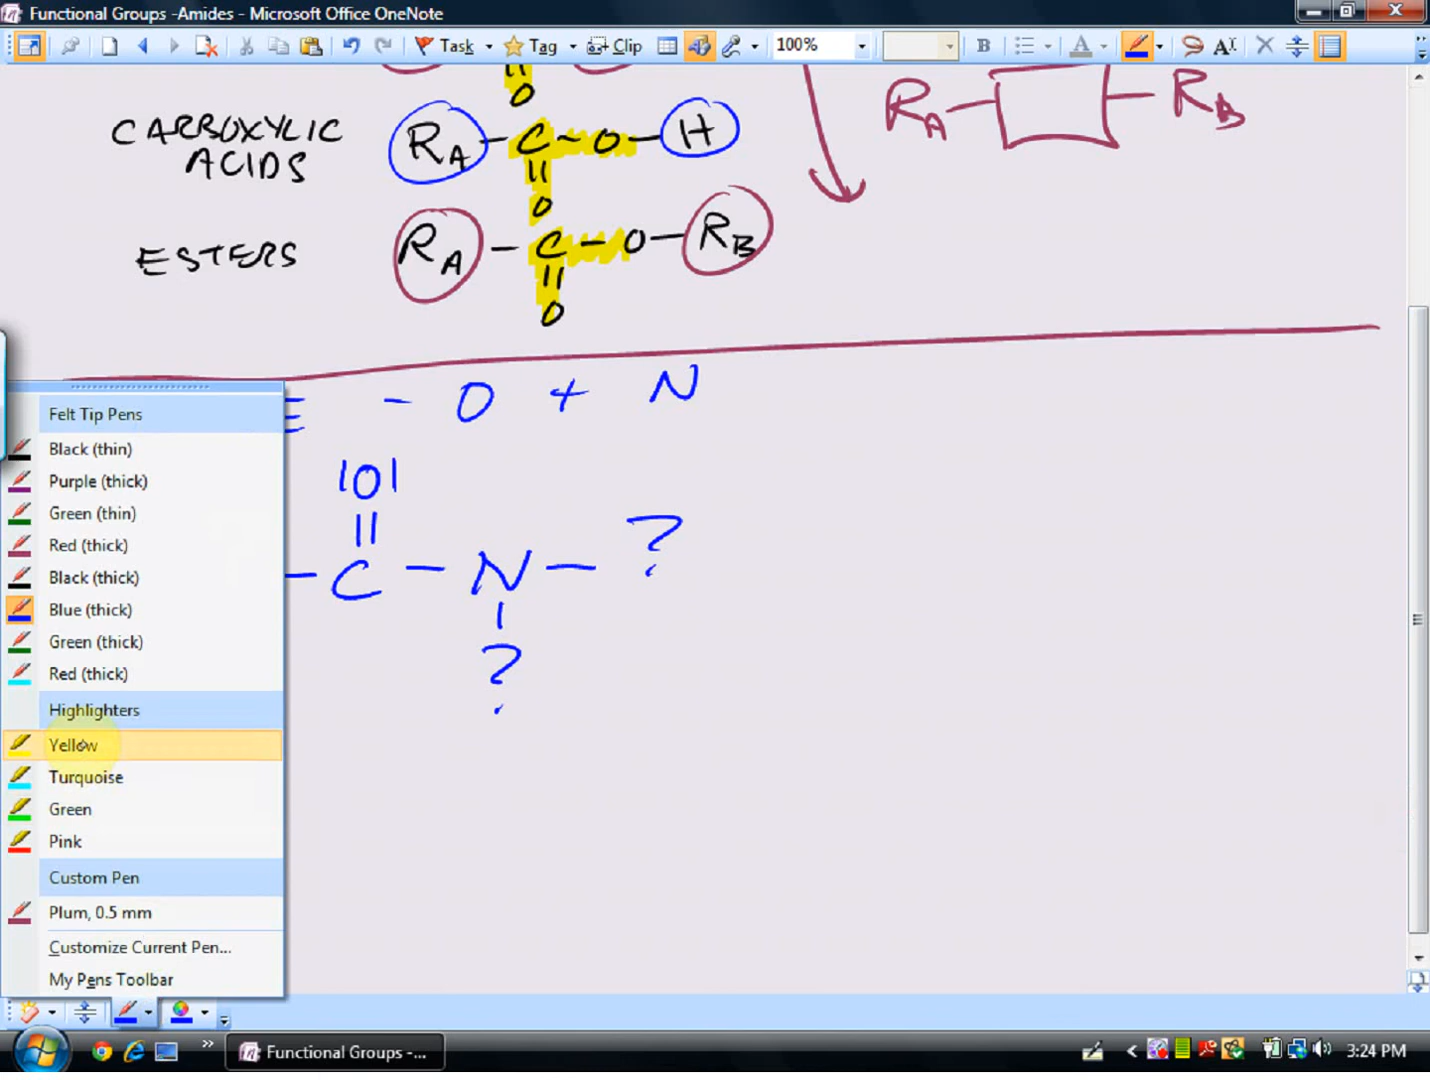 Functional Groups -Amides - Microsoft Office OneNote
Task Tag Clip 100% B A A
O
CARBOXYLIC ACIDS
RA - C - O - H
O
RA RB
ESTERS
RA - C - O - RB
O
E - O + N
|O|
- C - N - ?
?
Felt Tip Pens
Black (thin)
Purple (thick)
Green (thin)
Red (thick)
Black (thick)
Blue (thick)
Green (thick)
Red (thick)
Highlighters
Yellow
Turquoise
Green
Pink
Custom Pen
Plum, 0.5 mm
Customize Current Pen...
My Pens Toolbar
Functional Groups -...
3:24 PM